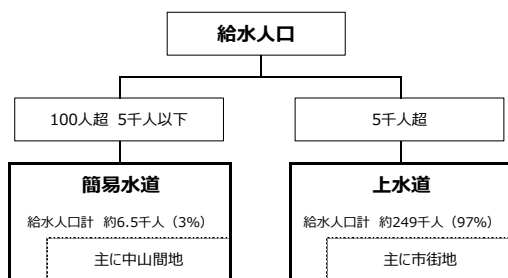 給水人口
100人超 5千人以下
5千人超
簡易水道
給水人口計 約6.5千人（3%）
主に中山間地
上水道
給水人口計 約249千人（97%）
主に市街地